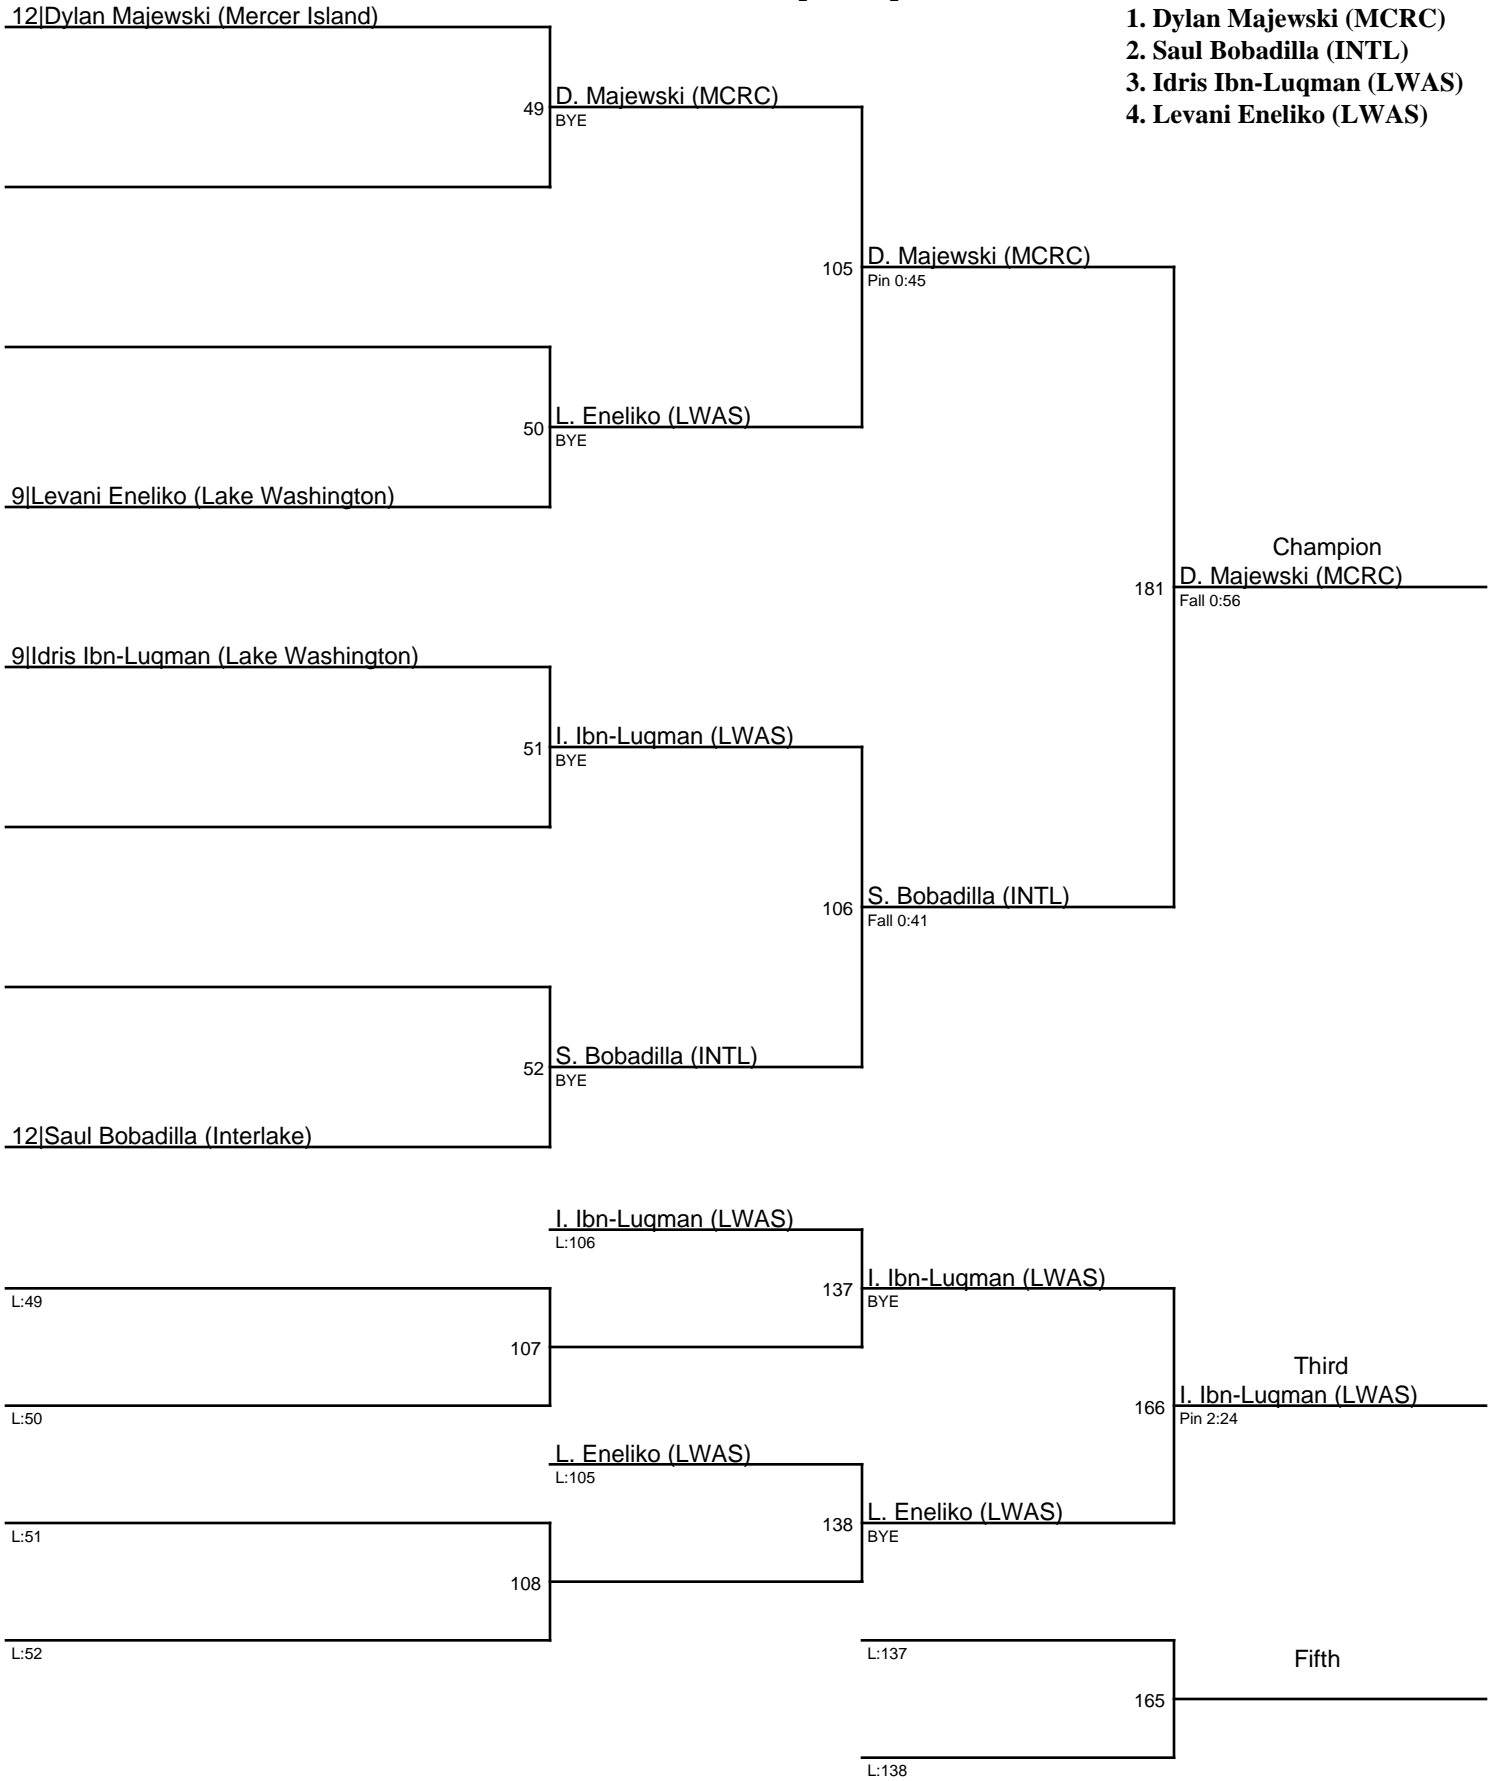 12|Dylan Majewski (Mercer Island)
1. Dylan Majewski (MCRC)
2. Saul Bobadilla (INTL)
3. Idris Ibn-Luqman (LWAS)
4. Levani Eneliko (LWAS)
49
D. Majewski (MCRC)
BYE
105
D. Majewski (MCRC)
Pin 0:45
50
L. Eneliko (LWAS)
BYE
9|Levani Eneliko (Lake Washington)
Champion
181
D. Majewski (MCRC)
Fall 0:56
9|Idris Ibn-Luqman (Lake Washington)
51
I. Ibn-Luqman (LWAS)
BYE
106
S. Bobadilla (INTL)
Fall 0:41
52
S. Bobadilla (INTL)
BYE
12|Saul Bobadilla (Interlake)
I. Ibn-Luqman (LWAS)
L:106
137
I. Ibn-Luqman (LWAS)
BYE
L:49
107
Third
166
I. Ibn-Luqman (LWAS)
Pin 2:24
L:50
L. Eneliko (LWAS)
L:105
138
L. Eneliko (LWAS)
BYE
L:51
108
L:52
L:137
Fifth
165
L:138